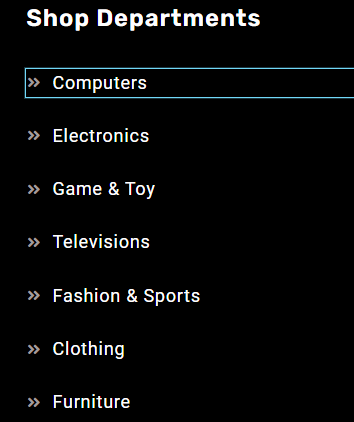 Shop Departments
» Computers
» Electronics
» Game & Toy
» Televisions
» Fashion & Sports
» Clothing
» Furniture